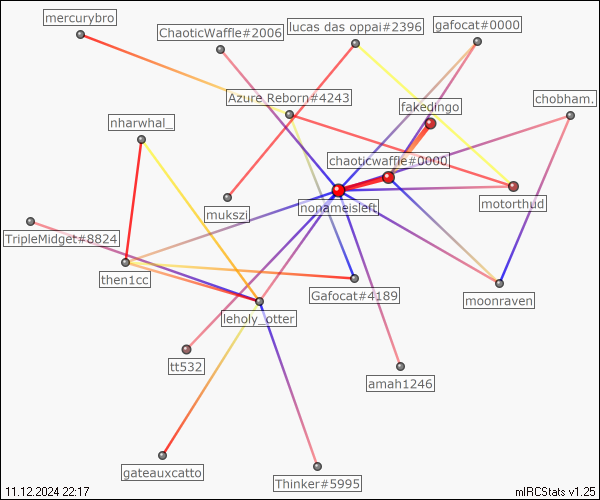 mercurybro
ChaoticWaffle#2006
lucas das oppai#2396
gafocat#0000
Azure Reborn#4243
fakedingo
chobham.
nharwhal_
chaoticwaffle#0000
nonameisleft
motorthud
mukszi
TripleMidget#8824
then1cc
Gafocat#4189
moonraven
leholy_otter
tt532
amah1246
gateauxcatto
Thinker#5995
11.12.2024 22:17
mIRCStats v1.25